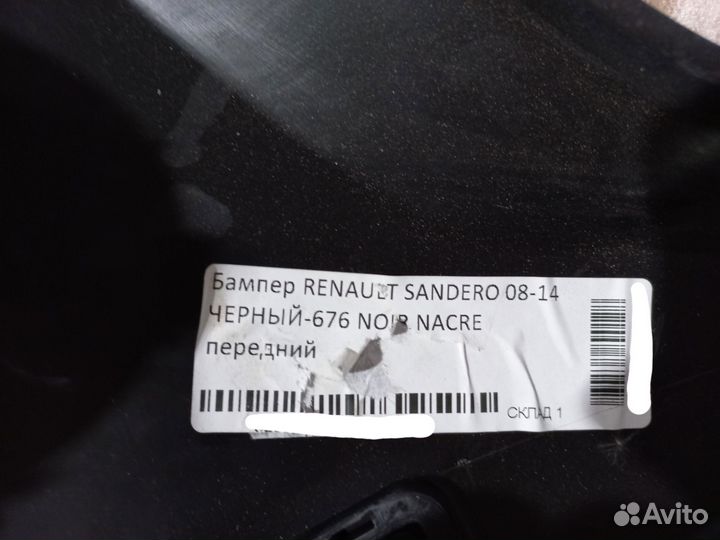 Бампер RENAULT SANDERO 08-14
ЧЕРНЫЙ-676 NOIR NACRE
передний
СКЛАД 1
Avito